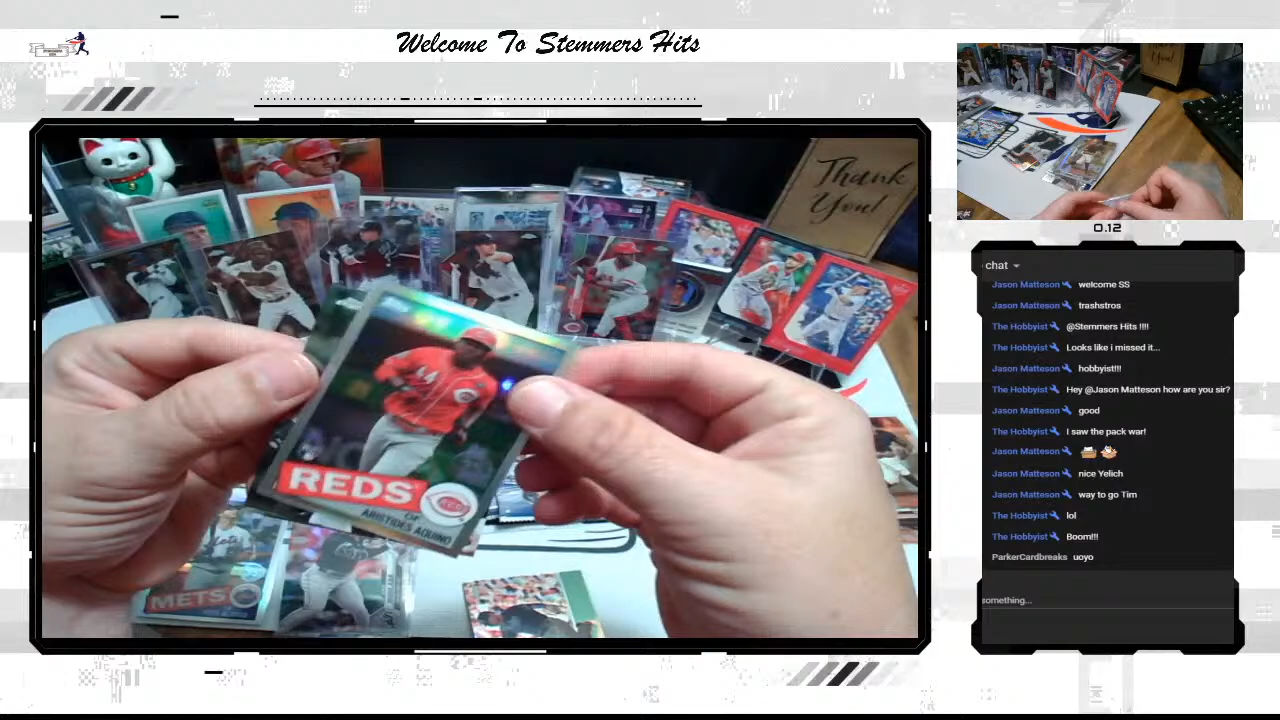 Welcome To Stemmers Hits
Thank
You!
REDS
OF
ARISTIDES AQUINO
METS
0.12
chat
Jason Matteson welcome SS
Jason Matteson trashstros
The Hobbyist @Stemmers Hits !!!!
The Hobbyist Looks like i missed it...
Jason Matteson hobbyist!!!
The Hobbyist Hey @Jason Matteson how are you sir?
Jason Matteson good
The Hobbyist I saw the pack war!
Jason Matteson
Jason Matteson nice Yelich
Jason Matteson way to go Tim
The Hobbyist lol
The Hobbyist Boom!!!
ParkerCardbreaks uoyo
something...